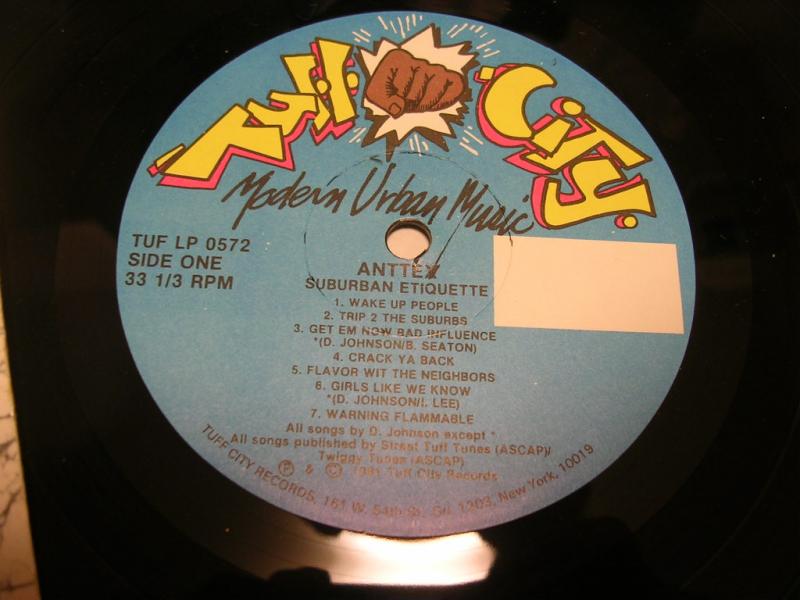 Tuff City
Modern Urban Music
TUF LP 0572
SIDE ONE
33 1/3 RPM
ANTTEX
SUBURBAN ETIQUETTE
1. WAKE UP PEOPLE
2. TRIP 2 THE SUBURBS
3. GET EM NOW BAD INFLUENCE
*(D. JOHNSON/B. SEATON)
4. CRACK YA BACK
5. FLAVOR WIT THE NEIGHBORS
6. GIRLS LIKE WE KNOW
*(D. JOHNSON/I. LEE)
7. WARNING FLAMMABLE
All songs by D. Johnson except *
All songs published by Street Tuff Tunes (ASCAP)/
Twiggy Tunes (ASCAP)
Ⓟ & © 1991 Tuff City Records
TUFF CITY RECORDS, 161 W. 54th St., 1203, New York, 10019